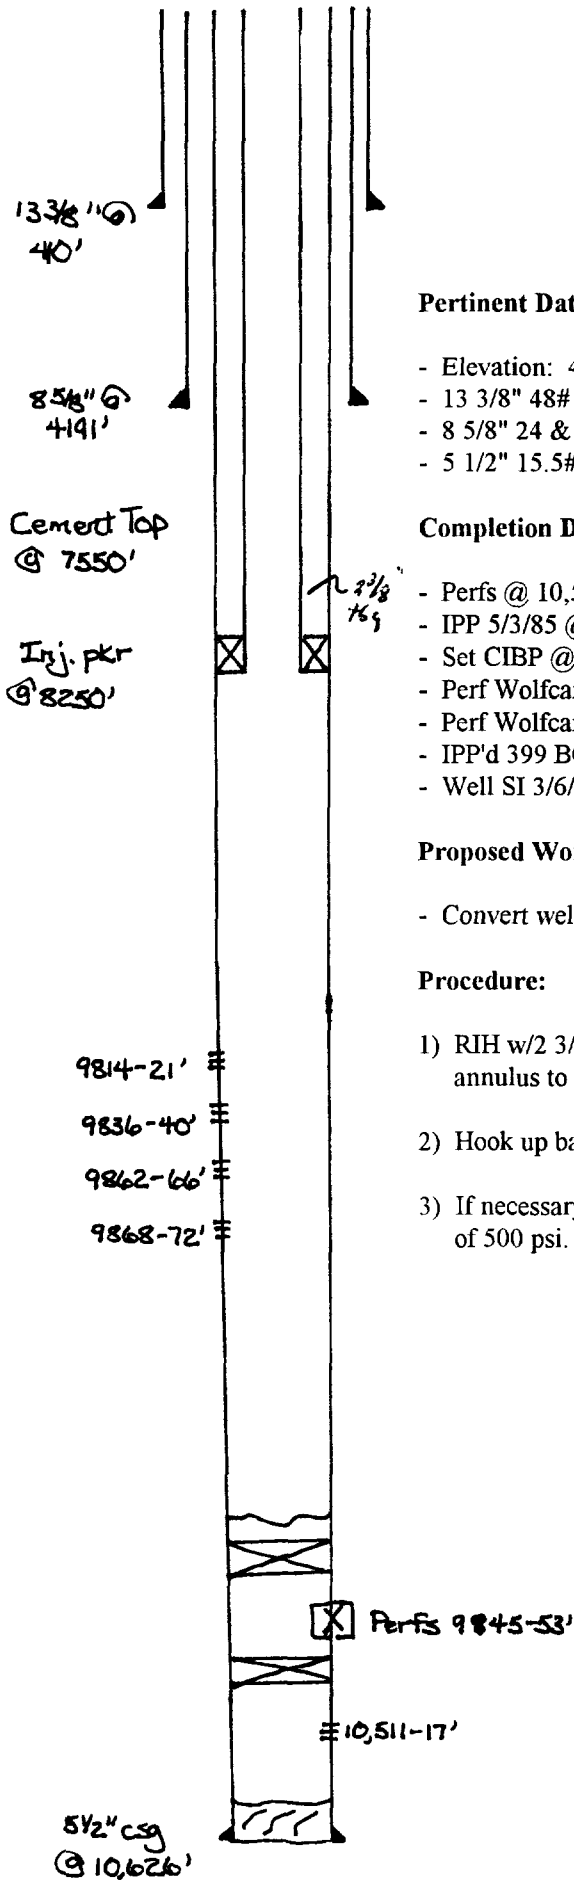 13 3/8" @
410'
8 5/8" @
4191'
Cement Top
@ 7550'
2 3/8"
tbg
Inj. pkr
@ 8250'
9814-21'
9836-40'
9862-66'
9868-72'
Perfs 9845-53'
10,511-17'
5 1/2" csg
@ 10,626'
Pertinent Dat
- Elevation: 4
- 13 3/8" 48#
- 8 5/8" 24 &
- 5 1/2" 15.5#
Completion D
- Perfs @ 10,5
- IPP 5/3/85 @
- Set CIBP @
- Perf Wolfca
- Perf Wolfca
- IPP'd 399 B
- Well SI 3/6/
Proposed Wo
- Convert wel
Procedure:
1) RIH w/2 3/
annulus to
2) Hook up ba
3) If necessary
of 500 psi.